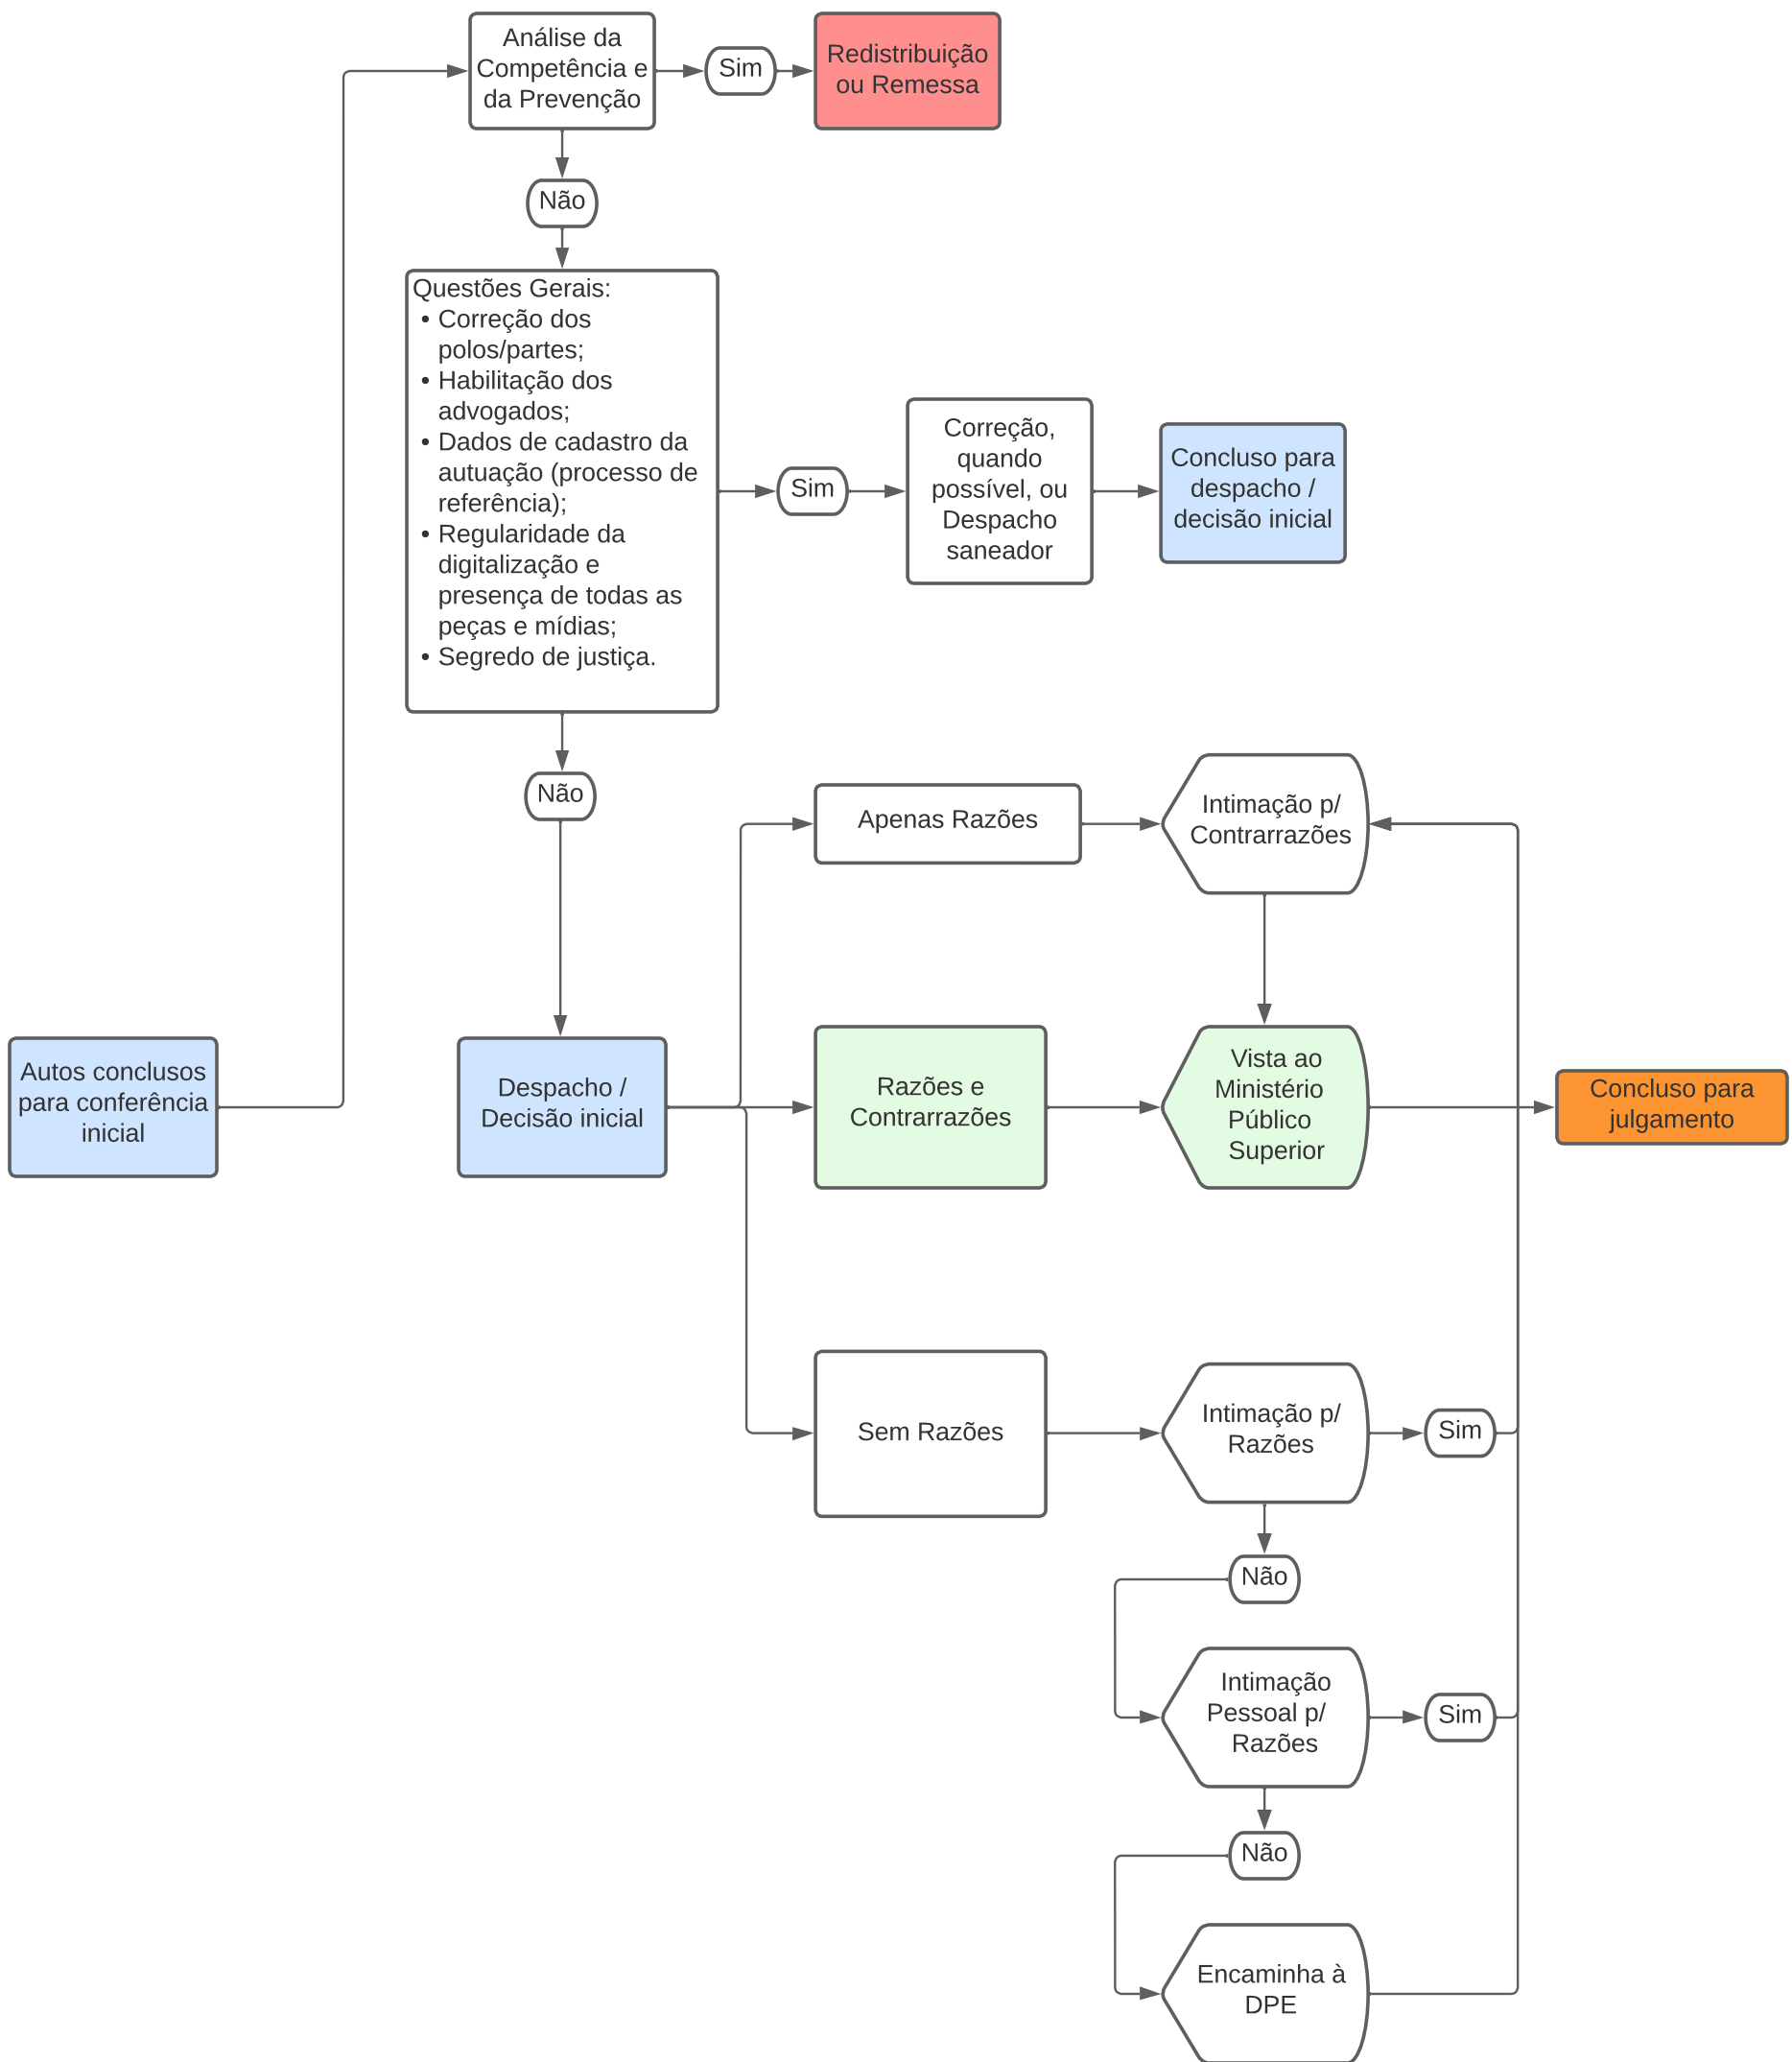 Análise da
Competência e
da Prevenção
Sim
Redistribuição
ou Remessa
Não
Questões Gerais:
• Correção dos
polos/partes;
• Habilitação dos
advogados;
• Dados de cadastro da
autuação (processo de
referência);
• Regularidade da
digitalização e
presença de todas as
peças e mídias;
• Segredo de justiça.
Sim
Correção,
quando
possível, ou
Despacho
saneador
Concluso para
despacho /
decisão inicial
Não
Apenas Razões
Intimação p/
Contrarrazões
Autos conclusos
para conferência
inicial
Despacho /
Decisão inicial
Razões e
Contrarrazões
Vista ao
Ministério
Público
Superior
Concluso para
julgamento
Sem Razões
Intimação p/
Razões
Sim
Não
Intimação
Pessoal p/
Razões
Sim
Não
Encaminha à
DPE